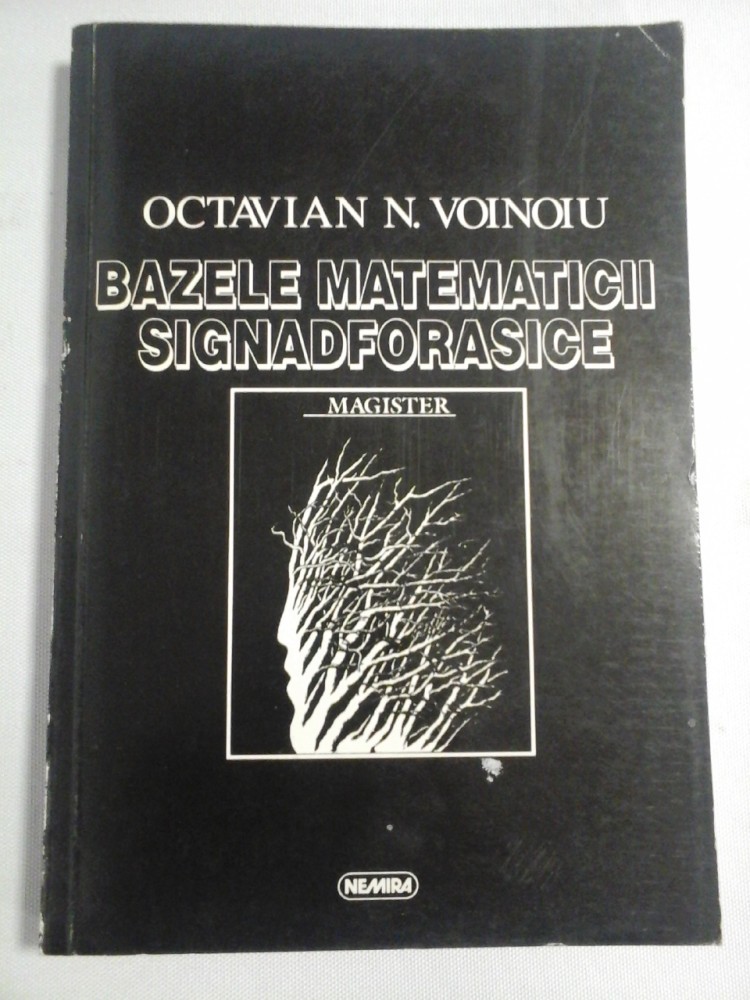 OCTAVIAN N. VOINOIU
BAZELE MATEMATICII
SIGNADFORASICE
MAGISTER
NEMIRA